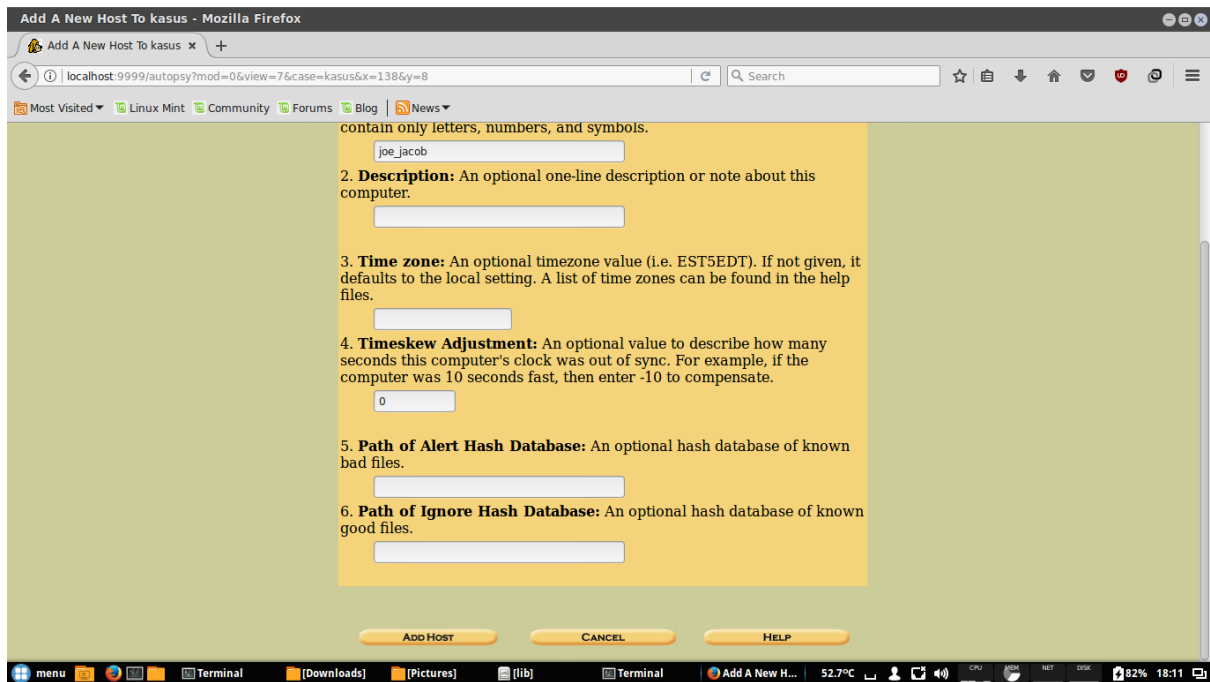 Add A New Host To kasus - Mozilla Firefox
Add A New Host To kasus
localhost:9999/autopsy?mod=0&view=7&case=kasus&x=138&y=8
Search
Most Visited
Linux Mint
Community
Forums
Blog
News
contain only letters, numbers, and symbols.
joe_jacob
2. Description: An optional one-line description or note about this
computer.
3. Time zone: An optional timezone value (i.e. EST5EDT). If not given, it
defaults to the local setting. A list of time zones can be found in the help
files.
4. Timeskew Adjustment: An optional value to describe how many
seconds this computer's clock was out of sync. For example, if the
computer was 10 seconds fast, then enter -10 to compensate.
0
5. Path of Alert Hash Database: An optional hash database of known
bad files.
6. Path of Ignore Hash Database: An optional hash database of known
good files.
ADD HOST
CANCEL
HELP
menu
Terminal
[Downloads]
[Pictures]
[lib]
Terminal
Add A New H...
52.7ºC
CPU
MEM
NET
DISK
82%
18:11